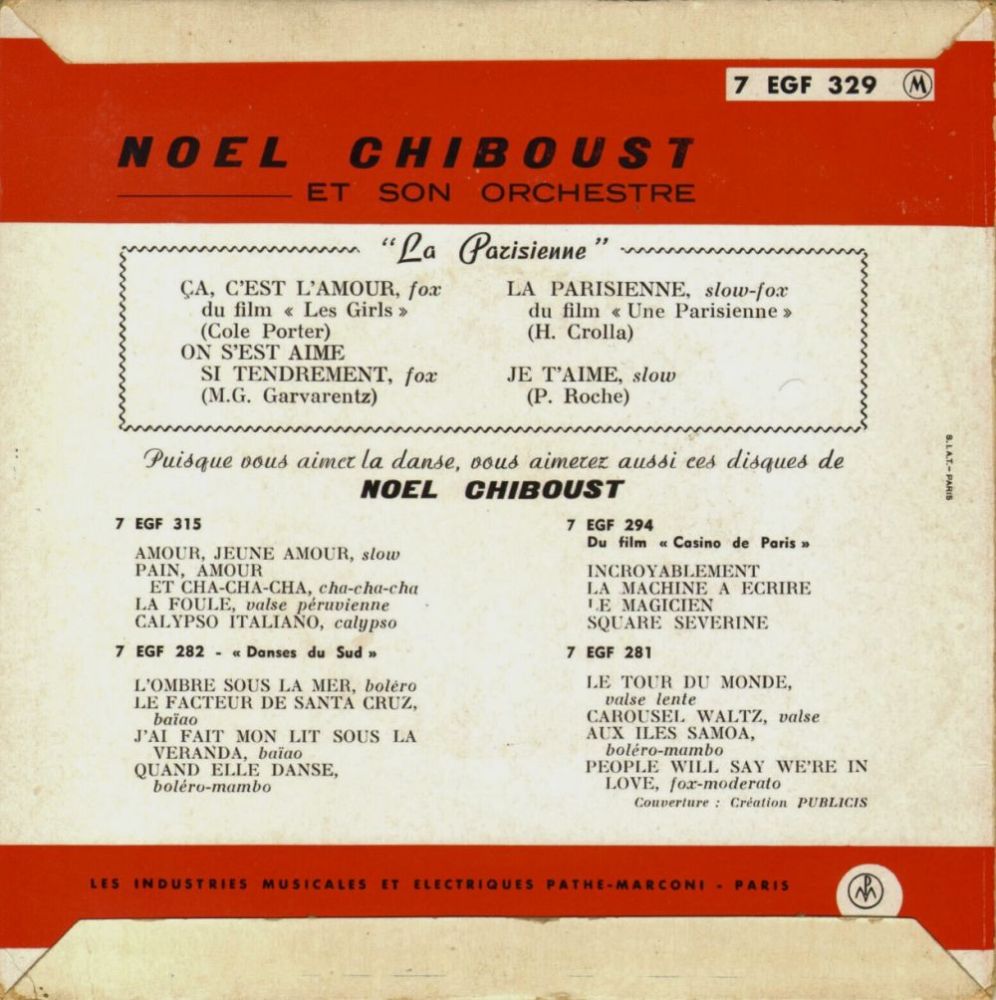 7 EGF 329 M
NOEL CHIBOUST
ET SON ORCHESTRE
"La Parisienne"
ÇA, C'EST L'AMOUR, fox
du film « Les Girls »
(Cole Porter)
ON S'EST AIME
SI TENDREMENT, fox
(M.G. Garvarentz)
LA PARISIENNE, slow-fox
du film « Une Parisienne »
(H. Crolla)
JE T'AIME, slow
(P. Roche)
Puisque vous aimez la danse, vous aimerez aussi ces disques de
NOEL CHIBOUST
7 EGF 315
AMOUR, JEUNE AMOUR, slow
PAIN, AMOUR
ET CHA-CHA-CHA, cha-cha-cha
LA FOULE, valse péruvienne
CALYPSO ITALIANO, calypso
7 EGF 282 - « Danses du Sud »
L'OMBRE SOUS LA MER, boléro
LE FACTEUR DE SANTA CRUZ,
baïao
J'AI FAIT MON LIT SOUS LA
VERANDA, baïao
QUAND ELLE DANSE,
boléro-mambo
7 EGF 294
Du film « Casino de Paris »
INCROYABLEMENT
LA MACHINE A ECRIRE
LE MAGICIEN
SQUARE SEVERINE
7 EGF 281
LE TOUR DU MONDE,
valse lente
CAROUSEL WALTZ, valse
AUX ILES SAMOA,
boléro-mambo
PEOPLE WILL SAY WE'RE IN
LOVE, fox-moderato
Couverture : Création PUBLICIS
S.I.A.T. - PARIS
LES INDUSTRIES MUSICALES ET ELECTRIQUES PATHE-MARCONI - PARIS